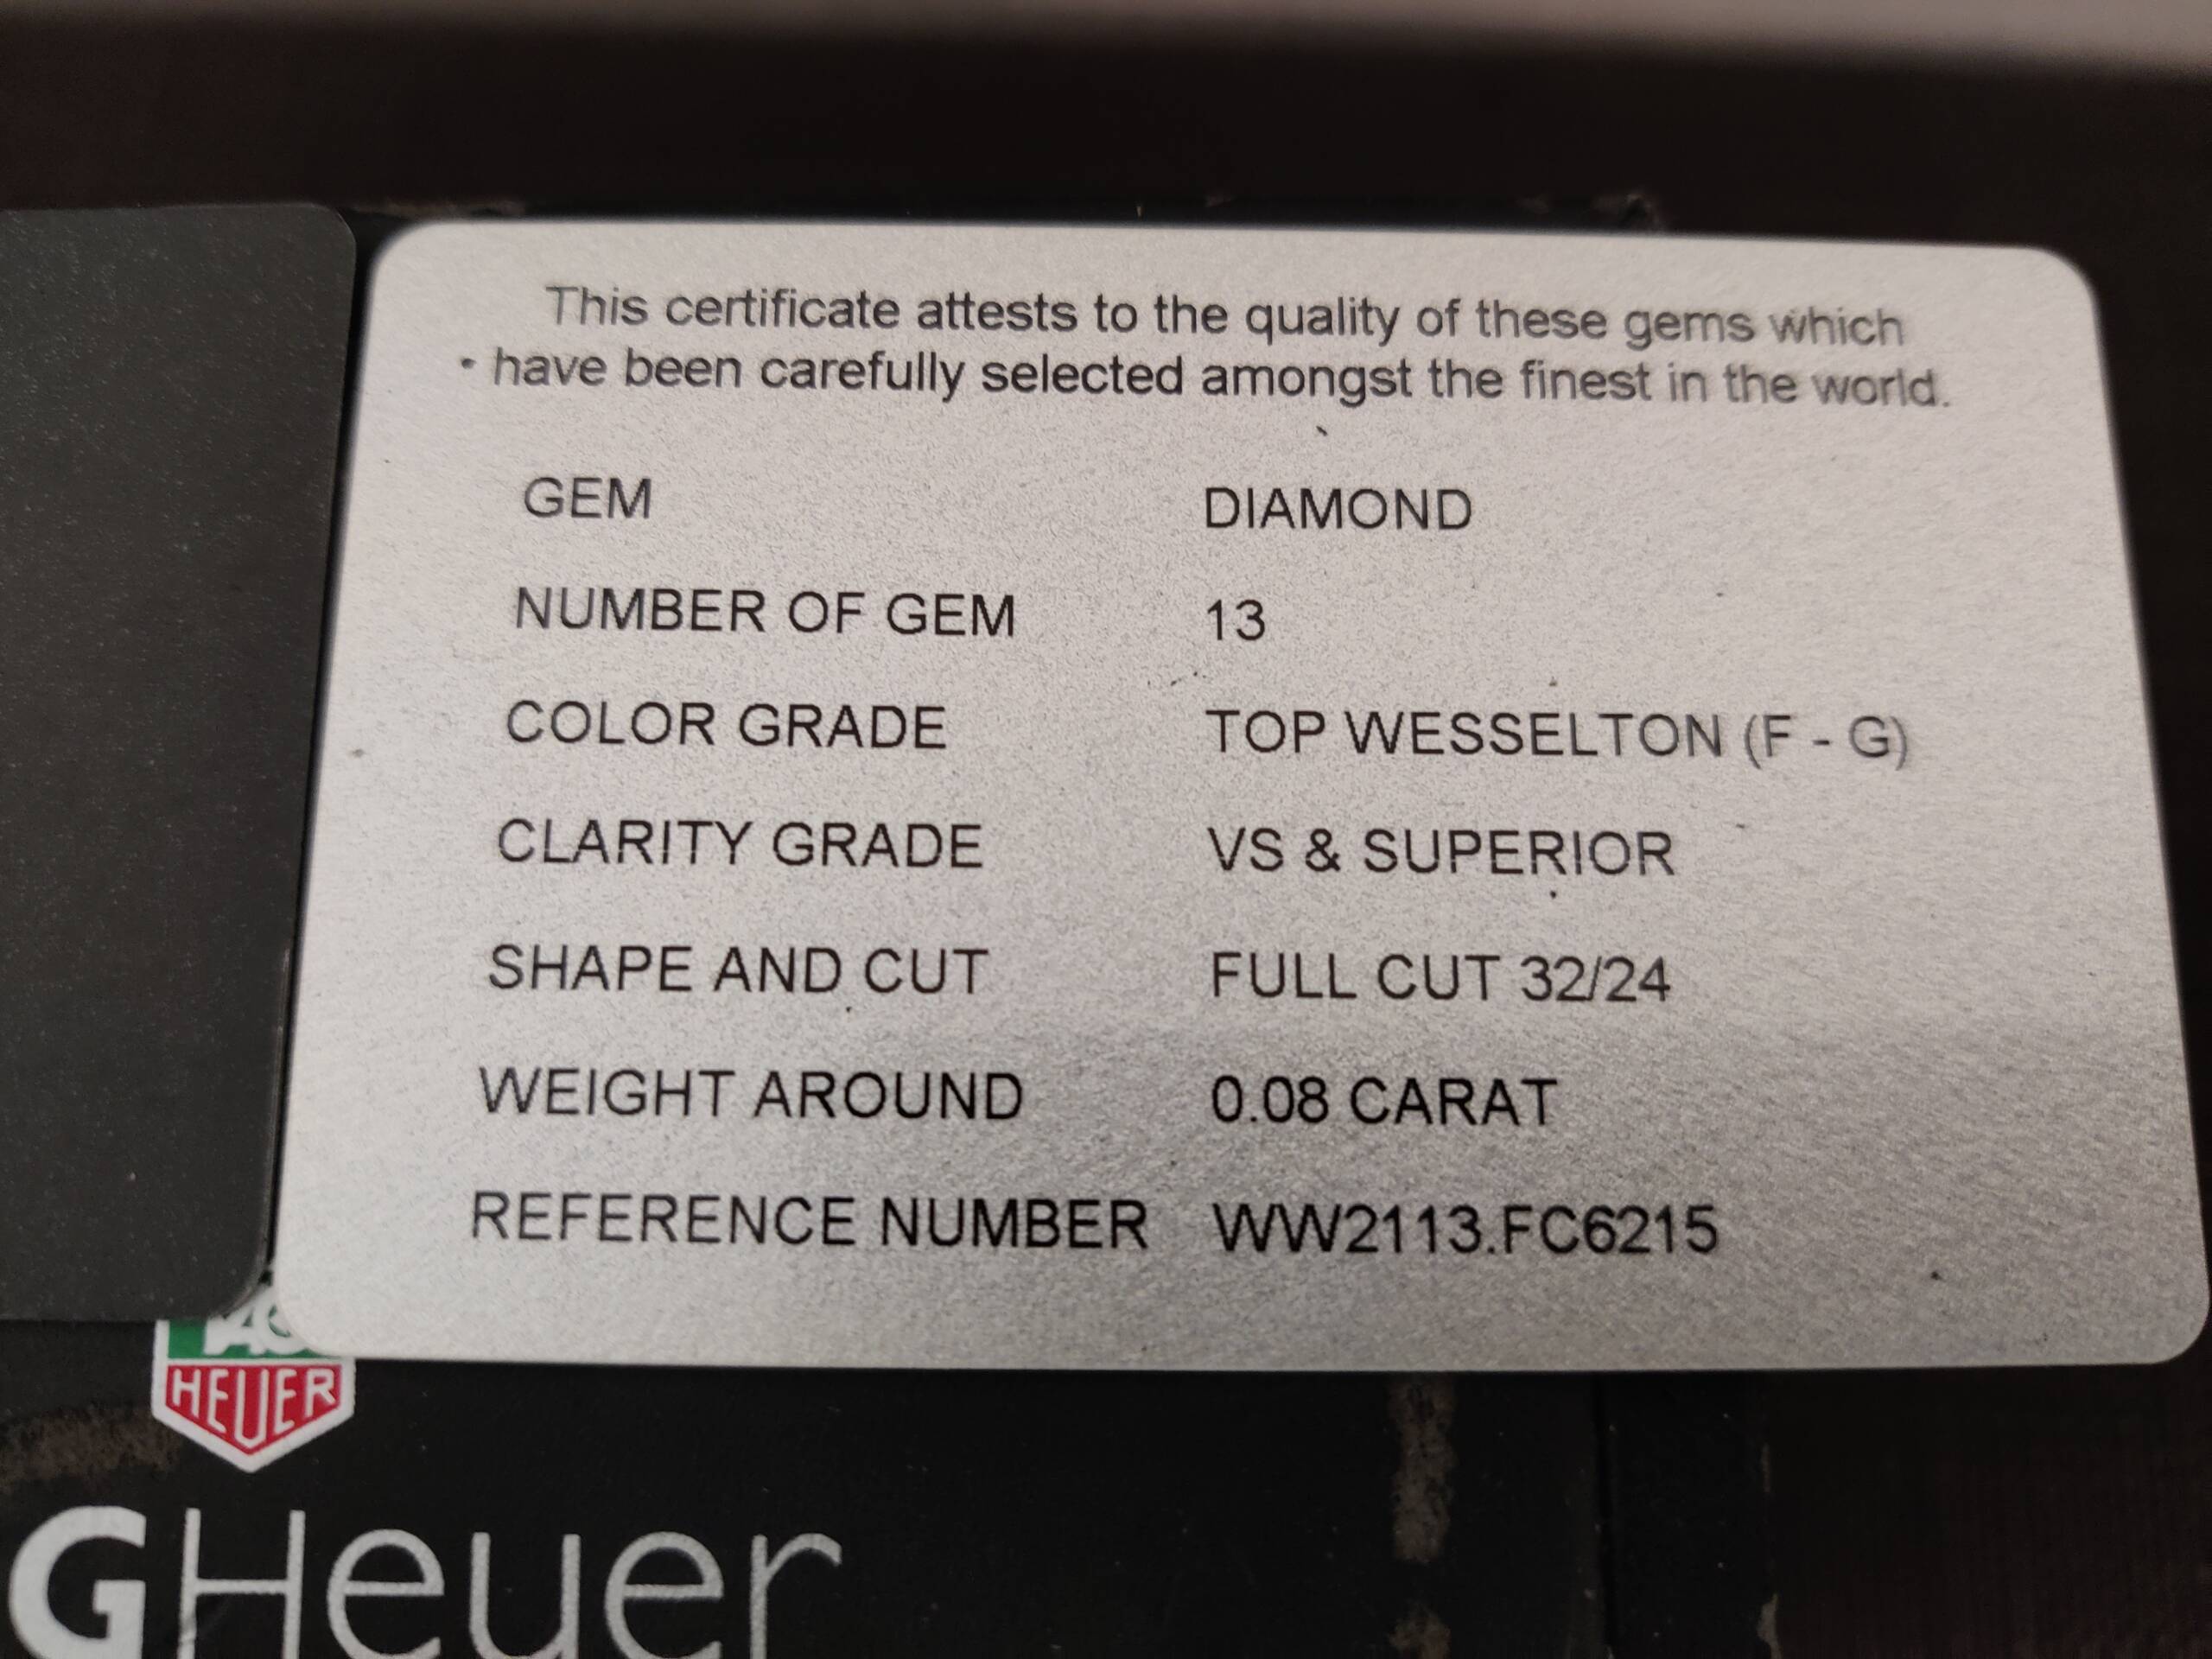 This certificate attests to the quality of these gems which
have been carefully selected amongst the finest in the world.
GEM DIAMOND
NUMBER OF GEM 13
COLOR GRADE TOP WESSELTON (F - G)
CLARITY GRADE VS & SUPERIOR
SHAPE AND CUT FULL CUT 32/24
WEIGHT AROUND 0.08 CARAT
REFERENCE NUMBER WW2113.FC6215
HEUER
GHeuer